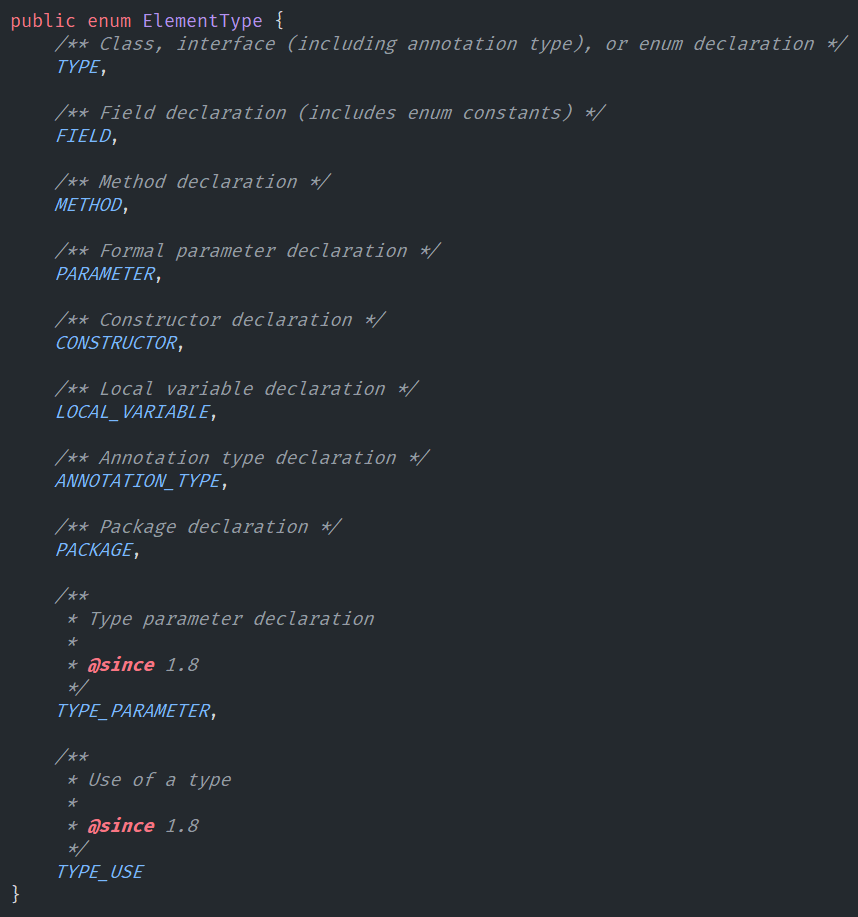 public enum ElementType {
    /** Class, interface (including annotation type), or enum declaration */
    TYPE,

    /** Field declaration (includes enum constants) */
    FIELD,

    /** Method declaration */
    METHOD,

    /** Formal parameter declaration */
    PARAMETER,

    /** Constructor declaration */
    CONSTRUCTOR,

    /** Local variable declaration */
    LOCAL_VARIABLE,

    /** Annotation type declaration */
    ANNOTATION_TYPE,

    /** Package declaration */
    PACKAGE,

    /**
     * Type parameter declaration
     *
     * @since 1.8
     */
    TYPE_PARAMETER,

    /**
     * Use of a type
     *
     * @since 1.8
     */
    TYPE_USE
}